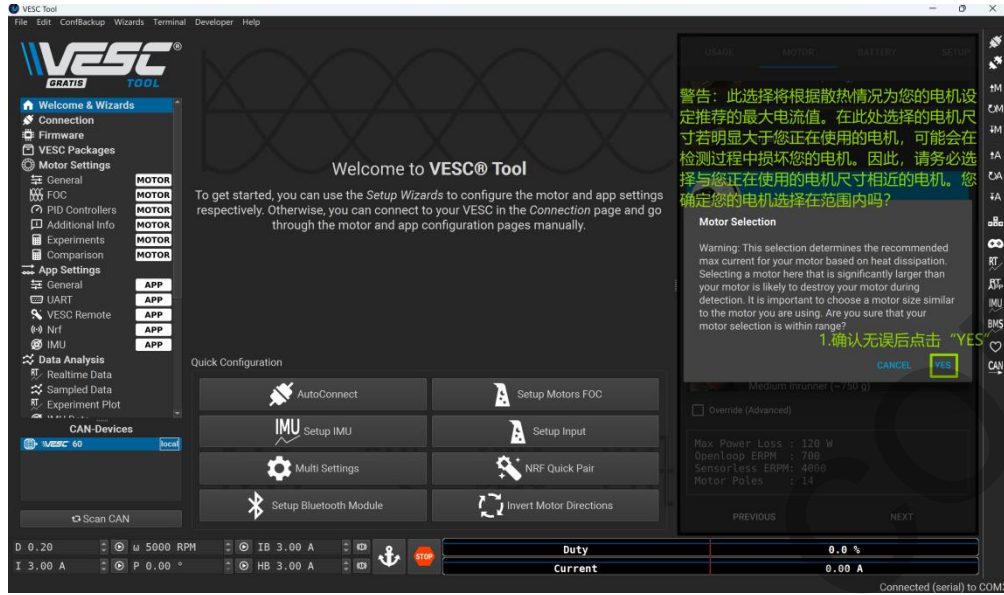 VESC Tool
File Edit ConfBackup Wizards Terminal Developer Help
VESC®
GRATIS TOOL
Welcome & Wizards
Connection
Firmware
VESC Packages
Motor Settings
General MOTOR
FOC MOTOR
PID Controllers MOTOR
Additional Info MOTOR
Experiments MOTOR
Comparison MOTOR
App Settings
General APP
UART APP
VESC Remote APP
Nrf APP
IMU APP
Data Analysis
Realtime Data
Sampled Data
Experiment Plot
CAN-Devices
VESC 60 local
Scan CAN
Welcome to VESC® Tool
To get started, you can use the Setup Wizards to configure the motor and app settings
respectively. Otherwise, you can connect to your VESC in the Connection page and go
through the motor and app configuration pages manually.
Quick Configuration
AutoConnect
Setup Motors FOC
Setup IMU
Setup Input
Multi Settings
NRF Quick Pair
Setup Bluetooth Module
Invert Motor Directions
USAGE MOTOR BATTERY SETUP
警告：此选择将根据散热情况为您的电机设
定推荐的最大电流值。在此处选择的电机尺
寸若明显大于您正在使用的电机，可能会在
检测过程中损坏您的电机。因此，请务必选
择与您正在使用的电机尺寸相近的电机。您
确定您的电机选择在范围内吗？
Motor Selection
Warning: This selection determines the recommended
max current for your motor based on heat dissipation.
Selecting a motor here that is significantly larger than
your motor is likely to destroy your motor during
detection. It is important to choose a motor size similar
to the motor you are using. Are you sure that your
motor selection is within range?
1.确认无误后点击“YES”
CANCEL YES
Medium Inrunner (~750 g)
Override (Advanced)
Max Power Loss : 120 W
Openloop ERPM : 700
Sensorless ERPM: 4000
Motor Poles : 14
PREVIOUS NEXT
D 0.20 ω 5000 RPM IB 3.00 A
I 3.00 A P 0.00 ° HB 3.00 A
STOP
Duty 0.0 %
Current 0.00 A
Connected (serial) to COM